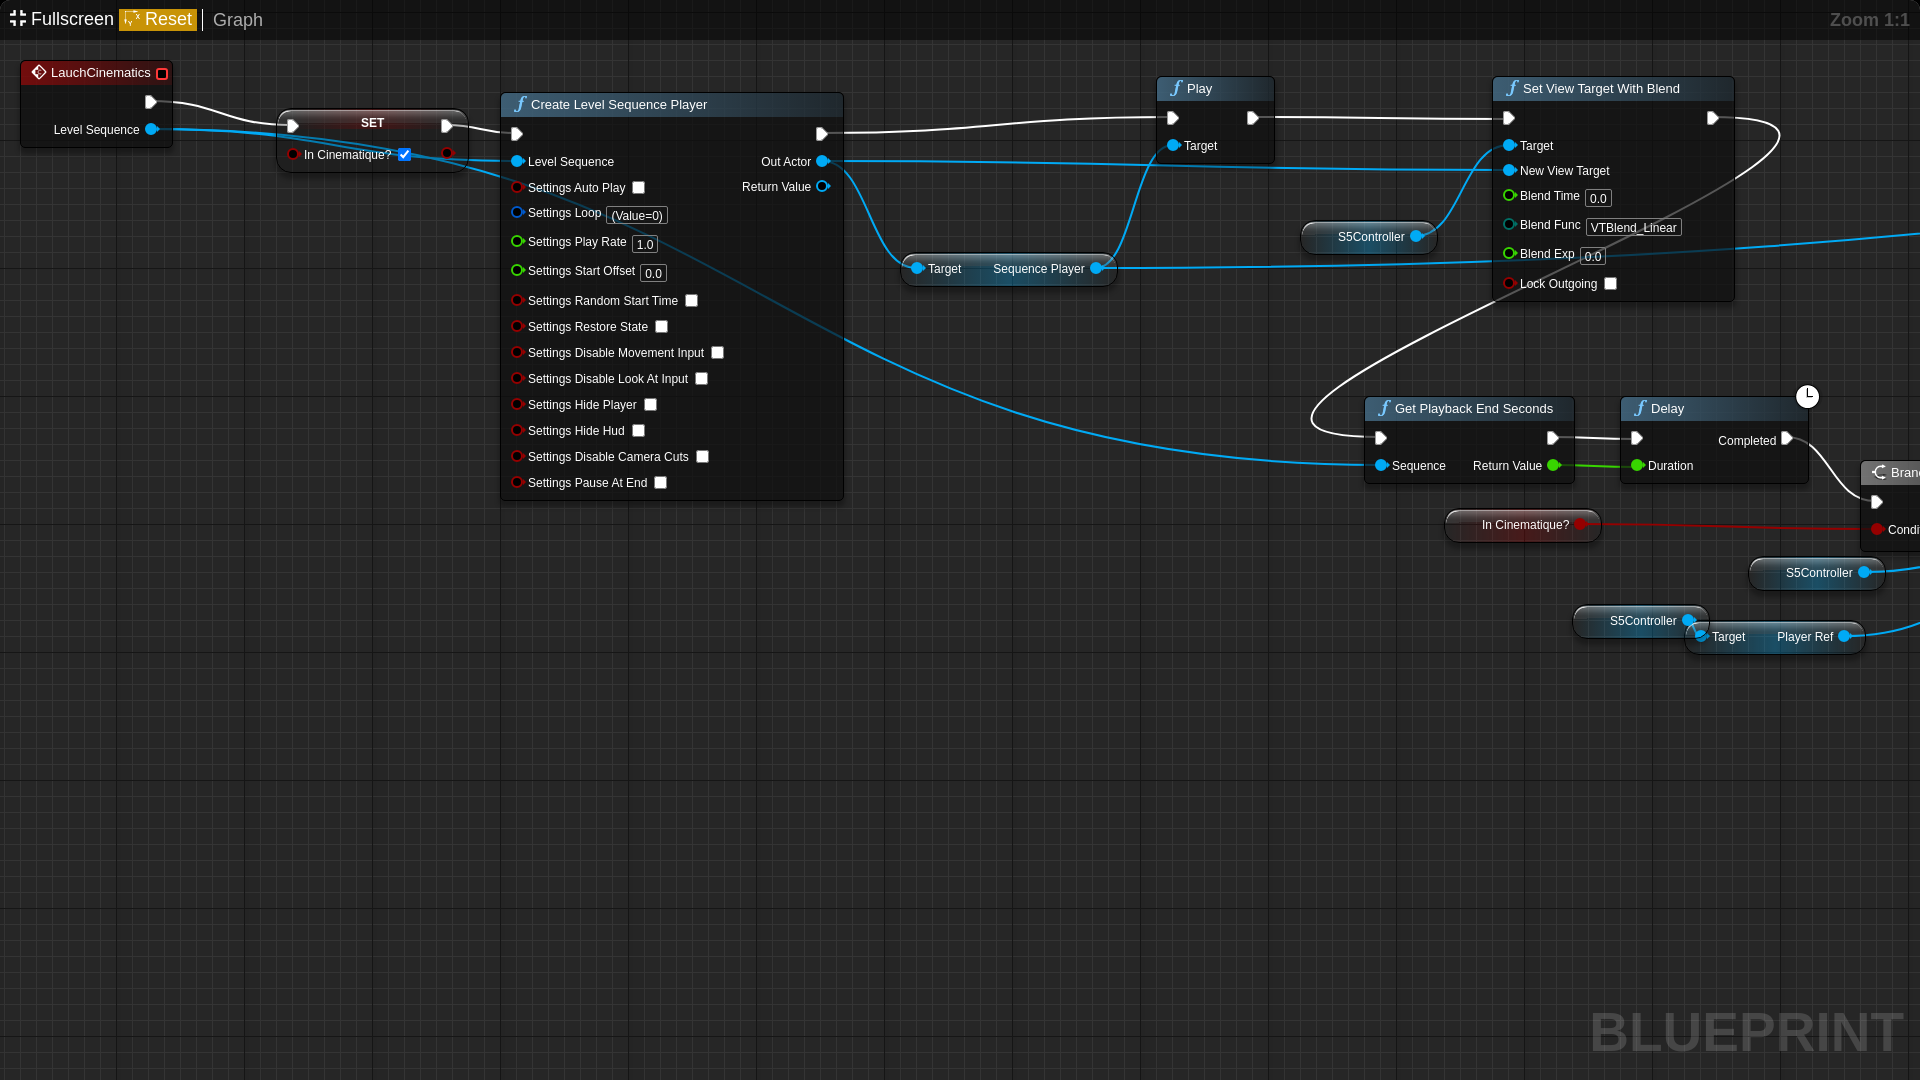 Fullscreen Reset Graph Zoom 1:1
LauchCinematics
Level Sequence
SET
In Cinematique?
Create Level Sequence Player
Level Sequence
Out Actor
Settings Auto Play
Return Value
Settings Loop (Value=0)
Settings Play Rate 1.0
Settings Start Offset 0.0
Settings Random Start Time
Settings Restore State
Settings Disable Movement Input
Settings Disable Look At Input
Settings Hide Player
Settings Hide Hud
Settings Disable Camera Cuts
Settings Pause At End
Target Sequence Player
Play
Target
S5Controller
Set View Target With Blend
Target
New View Target
Blend Time 0.0
Blend Func VTBlend_Linear
Blend Exp 0.0
Lock Outgoing
Get Playback End Seconds
Sequence Return Value
Delay
Completed
Duration
In Cinematique?
Bran
Condi
S5Controller
S5Controller
Target Player Ref
BLUEPRINT